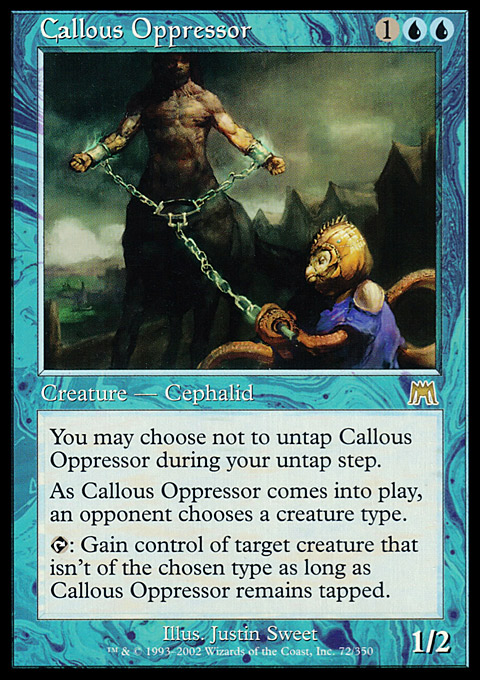 Callous Oppressor 1
Creature — Cephalid
You may choose not to untap Callous
Oppressor during your untap step.
As Callous Oppressor comes into play,
an opponent chooses a creature type.
: Gain control of target creature that
isn't of the chosen type as long as
Callous Oppressor remains tapped.
Illus. Justin Sweet
1/2
™ & © 1993-2002 Wizards of the Coast, Inc. 72/350